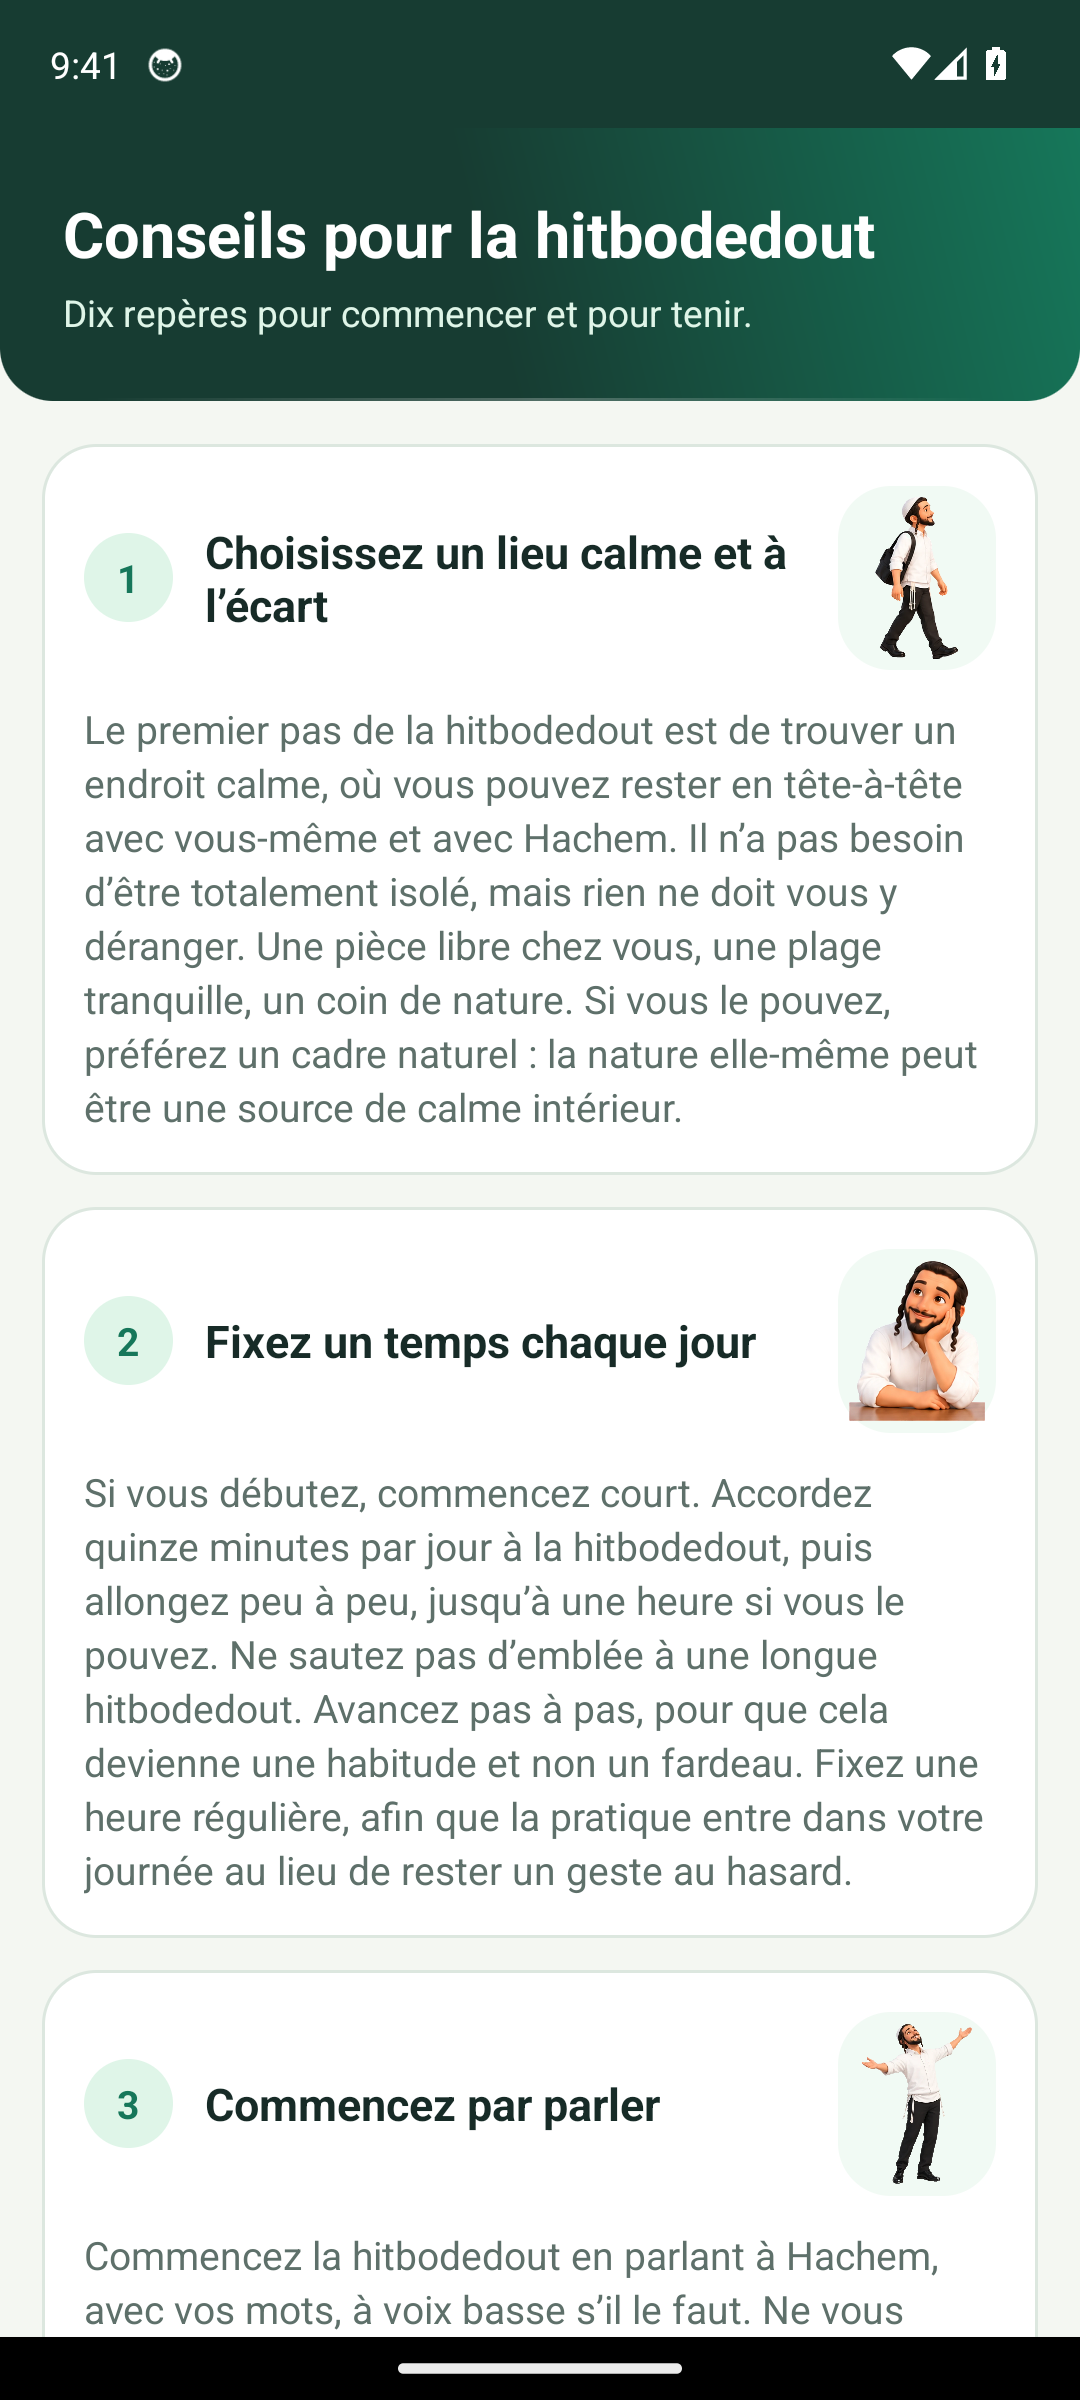 9:41
Conseils pour la hitbodedout
Dix repères pour commencer et pour tenir.
1
Choisissez un lieu calme et à
l’écart
Le premier pas de la hitbodedout est de trouver un
endroit calme, où vous pouvez rester en tête-à-tête
avec vous-même et avec Hachem. Il n’a pas besoin
d’être totalement isolé, mais rien ne doit vous y
déranger. Une pièce libre chez vous, une plage
tranquille, un coin de nature. Si vous le pouvez,
préférez un cadre naturel : la nature elle-même peut
être une source de calme intérieur.
2
Fixez un temps chaque jour
Si vous débutez, commencez court. Accordez
quinze minutes par jour à la hitbodedout, puis
allongez peu à peu, jusqu’à une heure si vous le
pouvez. Ne sautez pas d’emblée à une longue
hitbodedout. Avancez pas à pas, pour que cela
devienne une habitude et non un fardeau. Fixez une
heure régulière, afin que la pratique entre dans votre
journée au lieu de rester un geste au hasard.
3
Commencez par parler
Commencez la hitbodedout en parlant à Hachem,
avec vos mots, à voix basse s’il le faut. Ne vous